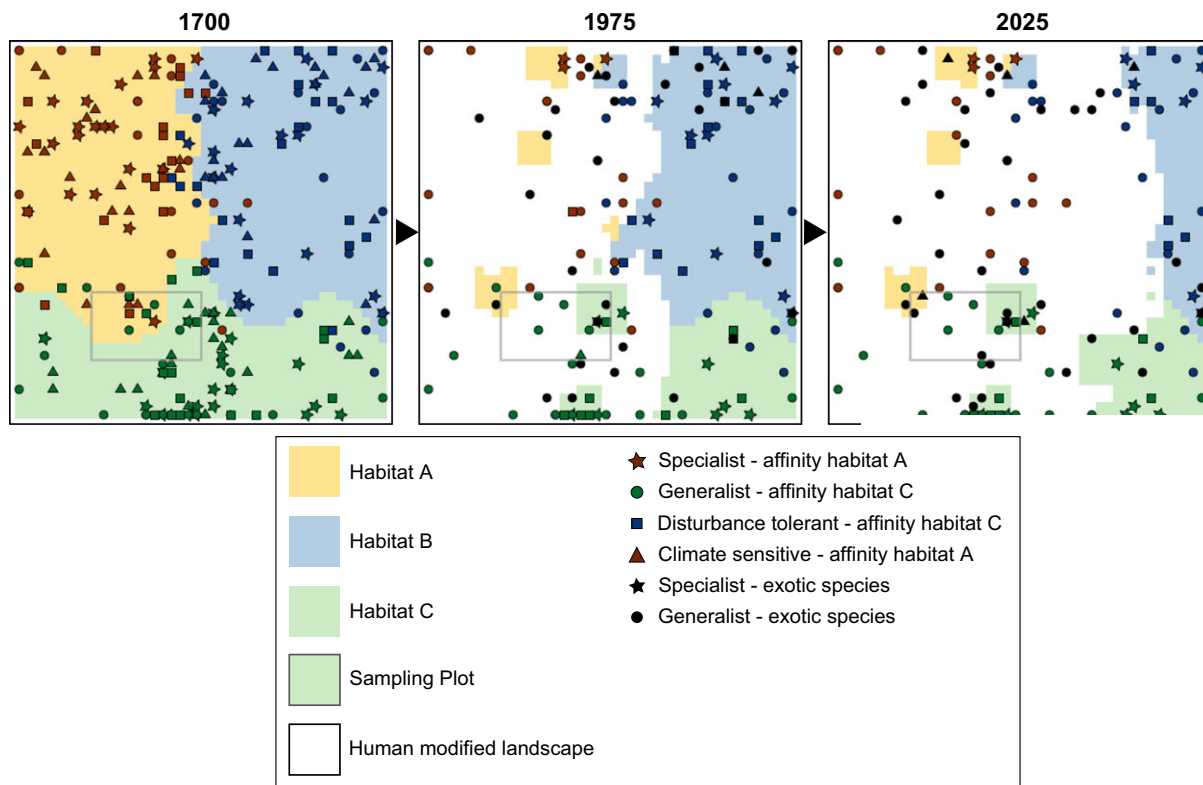 1700
1975
2025
Habitat A
Habitat B
Habitat C
Sampling Plot
Human modified landscape
Specialist - affinity habitat A
Generalist - affinity habitat C
Disturbance tolerant - affinity habitat C
Climate sensitive - affinity habitat A
Specialist - exotic species
Generalist - exotic species